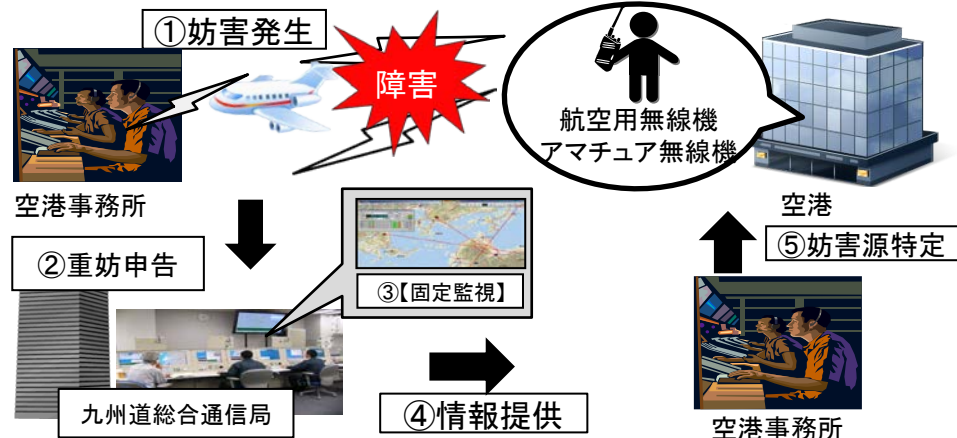 ①妨害発生
障害
航空用無線機
アマチュア無線機
空港事務所
空港
②重妨申告
③【固定監視】
⑤妨害源特定
九州道総合通信局
④情報提供
空港事務所